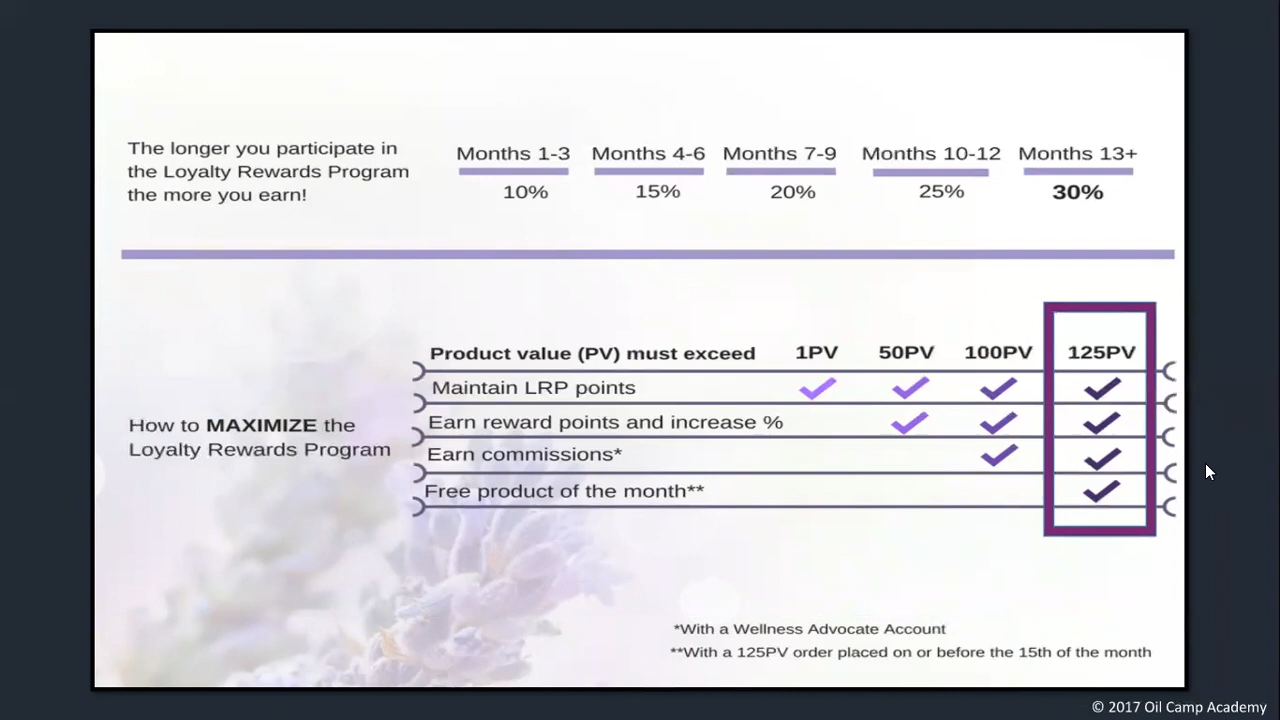 The longer you participate in
the Loyalty Rewards Program
the more you earn!
Months 1-3 Months 4-6 Months 7-9 Months 10-12 Months 13+
10% 15% 20% 25% 30%
Product value (PV) must exceed 1PV 50PV 100PV 125PV
Maintain LRP points
Earn reward points and increase %
Earn commissions*
Free product of the month**
How to MAXIMIZE the
Loyalty Rewards Program
*With a Wellness Advocate Account
**With a 125PV order placed on or before the 15th of the month
© 2017 Oil Camp Academy